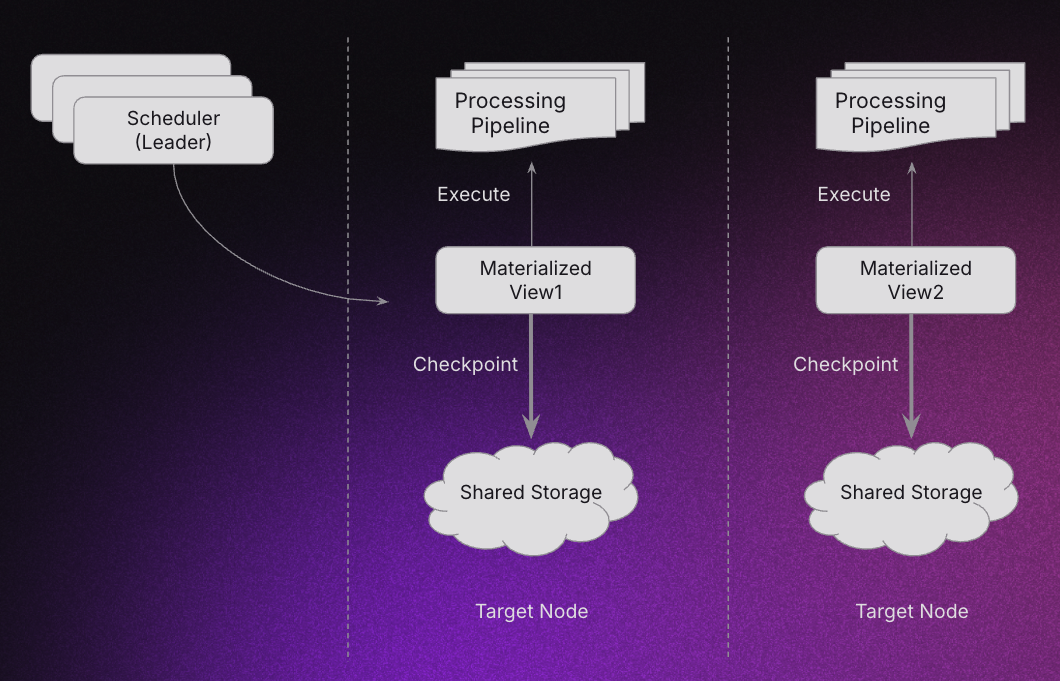 Scheduler
(Leader)
Processing
Pipeline
Execute
Materialized
View1
Checkpoint
Shared Storage
Target Node
Processing
Pipeline
Execute
Materialized
View2
Checkpoint
Shared Storage
Target Node